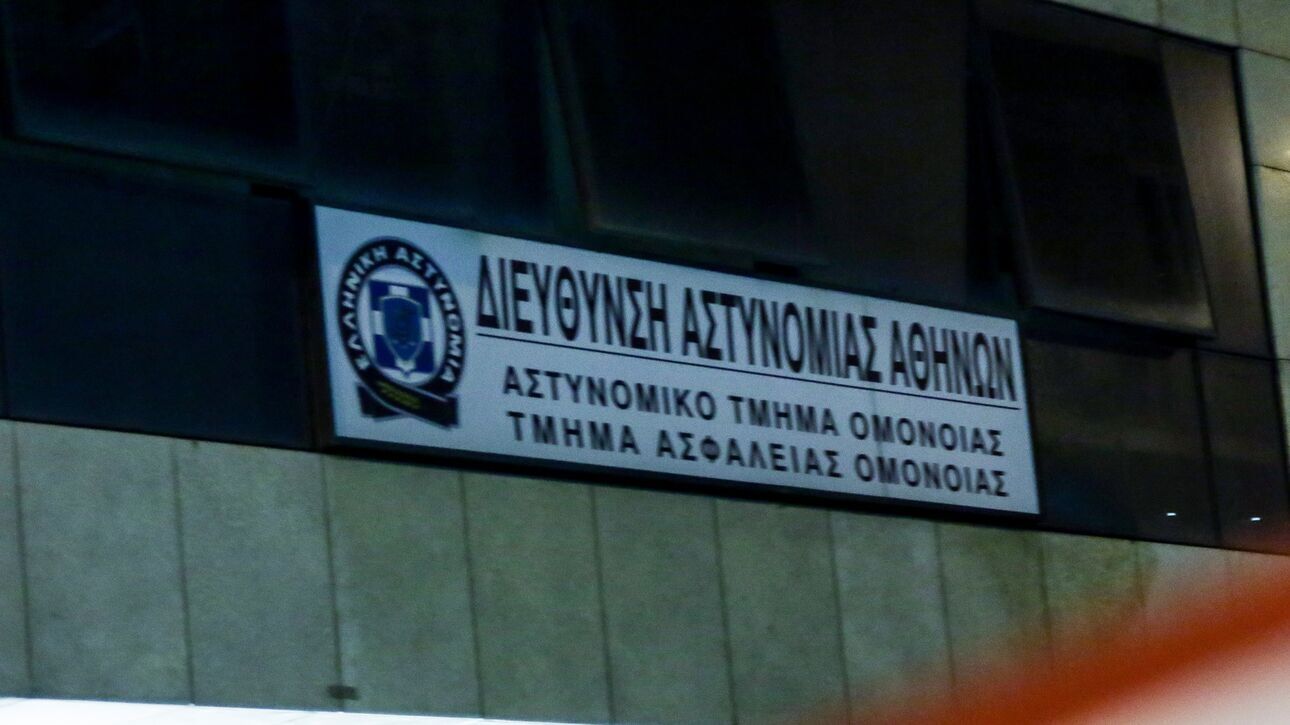 ΕΛΛΗΝΙΚΗ ΑΣΤΥΝΟΜΙΑ
ΔΙΕΥΘΥΝΣΗ ΑΣΤΥΝΟΜΙΑΣ ΑΘΗΝΩΝ
ΑΣΤΥΝΟΜΙΚΟ ΤΜΗΜΑ ΟΜΟΝΟΙΑΣ
ΤΜΗΜΑ ΑΣΦΑΛΕΙΑΣ ΟΜΟΝΟΙΑΣ